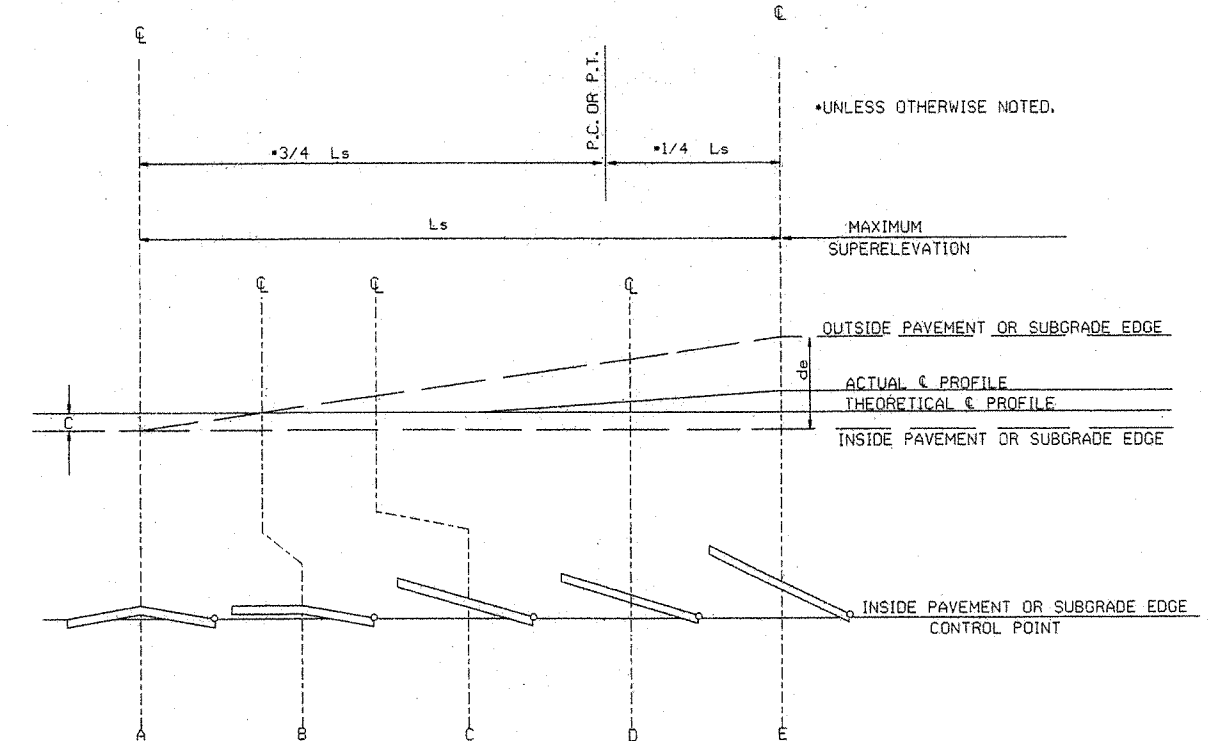 ℄
℄
P.C. OR P.T.
*UNLESS OTHERWISE NOTED.
*3/4 Ls
*1/4 Ls
Ls
MAXIMUM
SUPERELEVATION
℄
℄
℄
OUTSIDE PAVEMENT OR SUBGRADE EDGE
de
ACTUAL ℄ PROFILE
THEORETICAL ℄ PROFILE
C
INSIDE PAVEMENT OR SUBGRADE EDGE
INSIDE PAVEMENT OR SUBGRADE EDGE
CONTROL POINT
A
B
C
D
E